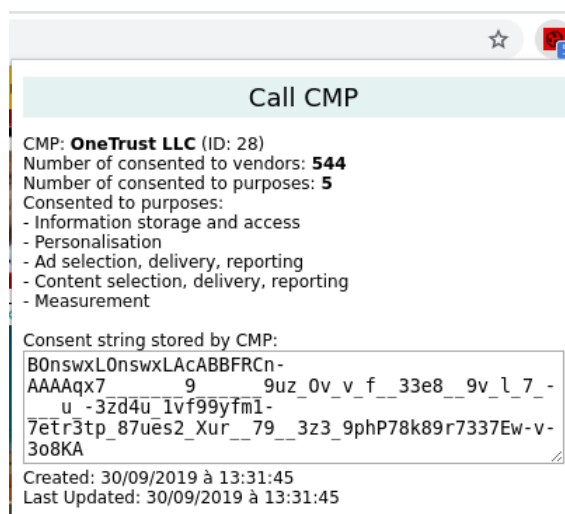 Call CMP
CMP: OneTrust LLC (ID: 28)
Number of consented to vendors: 544
Number of consented to purposes: 5
Consented to purposes:
- Information storage and access
- Personalisation
- Ad selection, delivery, reporting
- Content selection, delivery, reporting
- Measurement
Consent string stored by CMP:
BOnswxLOnswxLAcABBFRCn-
AAAAqx7_______9______9uz_Ov_v_f__33e8__9v_l_7_-
___u_-3zd4u_1vf99yfm1-
7etr3tp_87ues2_Xur__79__3z3_9phP78k89r7337Ew-v-
3o8KA
Created: 30/09/2019 à 13:31:45
Last Updated: 30/09/2019 à 13:31:45